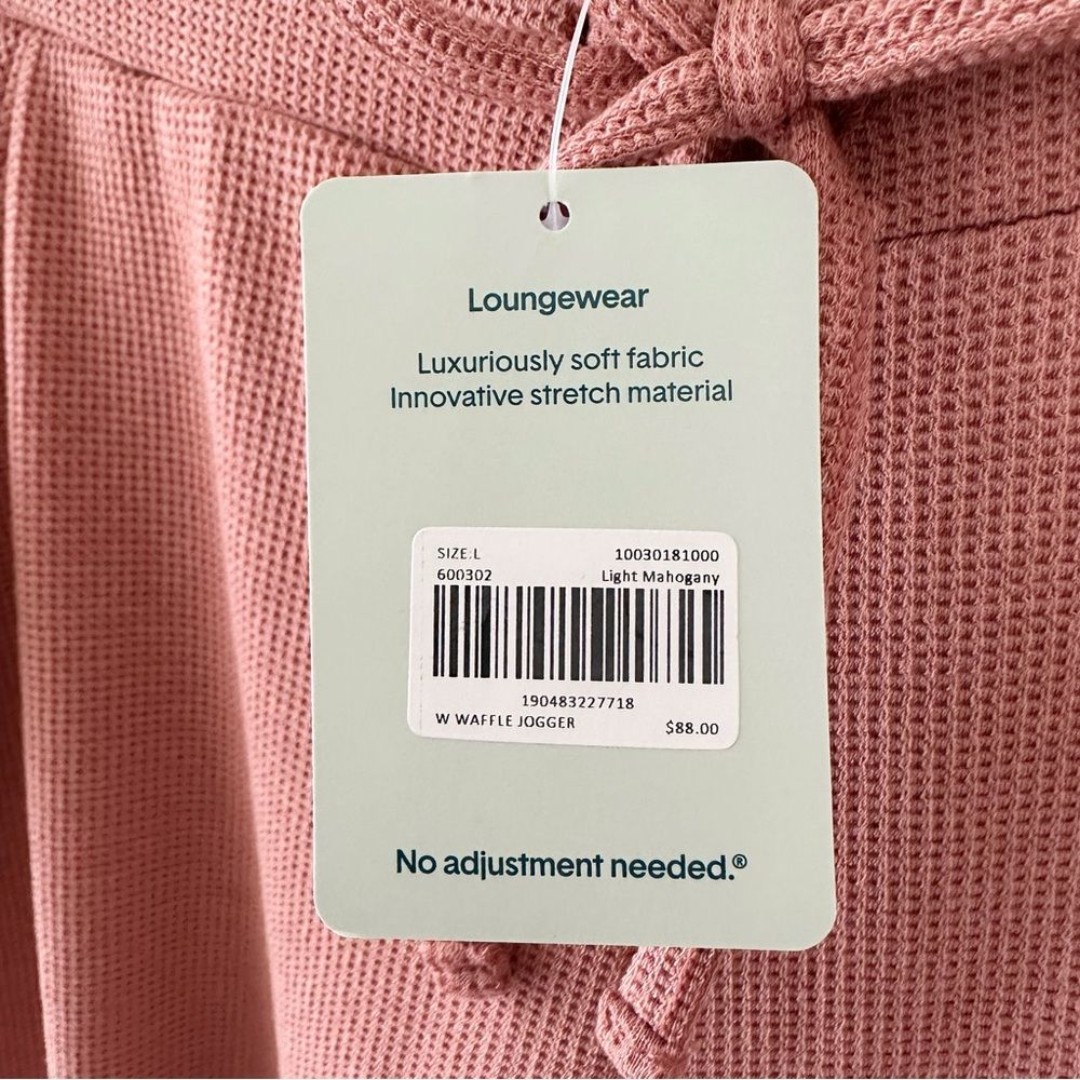 Loungewear
Luxuriously soft fabric
Innovative stretch material
SIZE:L 10030181000
600302 Light Mahogany
190483227718
W WAFFLE JOGGER $88.00
No adjustment needed.®